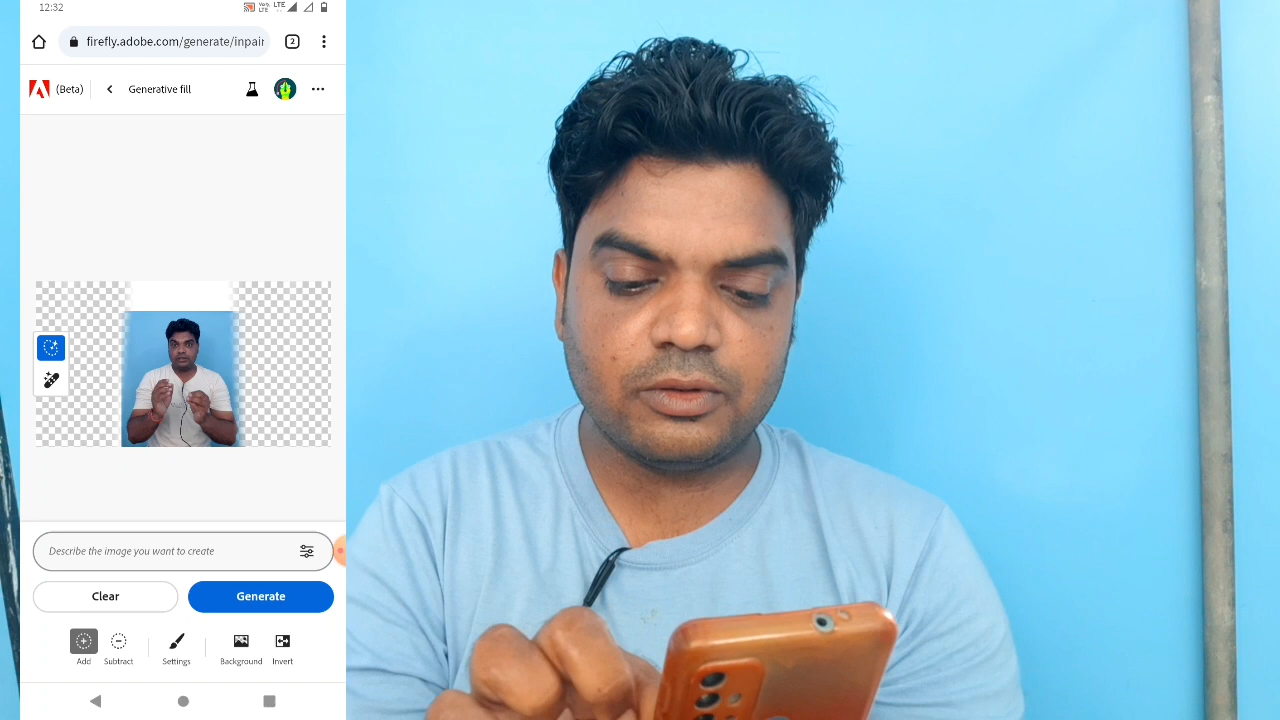 12:32
LTE
firefly.adobe.com/generate/inpair
2
(Beta)
Generative fill
Describe the image you want to create
Clear
Generate
Add
Subtract
Settings
Background
Invert